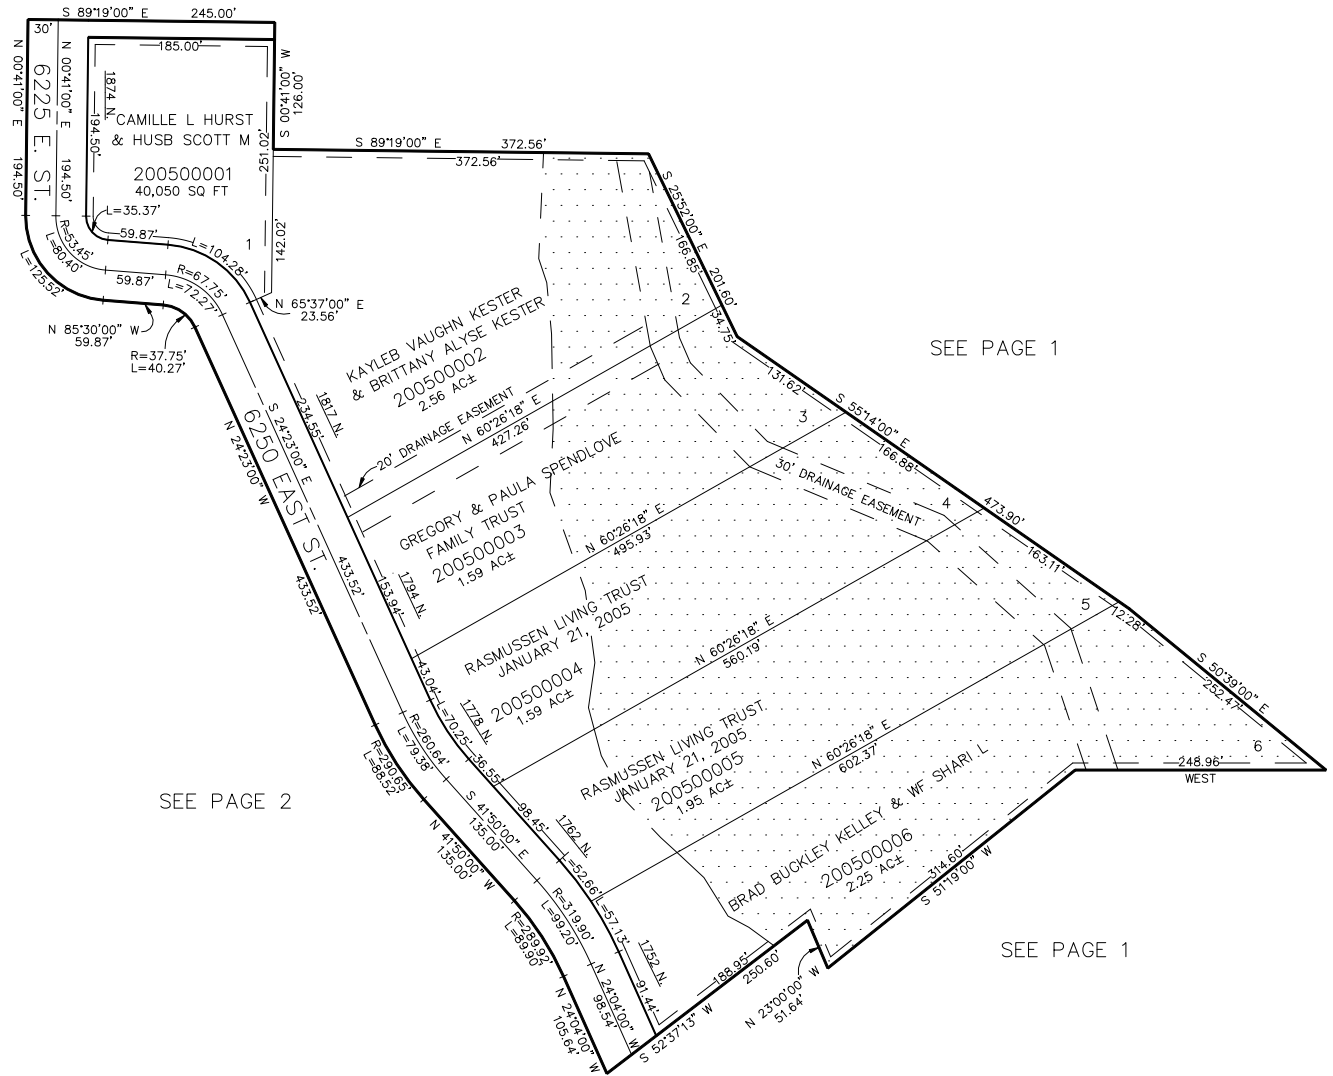 S 89°19'00" E 245.00'
30'
N 00°41'00" E 194.50'
6225 E. ST.
N 00°41'00" E 194.50'
185.00'
1874 N.
194.50'
CAMILLE L HURST
& HUSB SCOTT M
200500001
40,050 SQ FT
251.02'
S 00°41'00" W
126.00'
S 89°19'00" E 372.56'
372.56'
L=35.37'
59.87'
L=104.28'
1
142.02'
R=53.45'
L=80.40'
L=125.52'
59.87'
R=67.75'
L=72.27'
N 65°37'00" E
23.56'
N 85°30'00" W
59.87'
R=37.75'
L=40.27'
S 25°52'00" E
201.60'
166.85'
34.75'
2
KAYLEB VAUGHN KESTER
& BRITTANY ALYSE KESTER
200500002
2.56 AC±
SEE PAGE 1
1817 N.
234.55'
20' DRAINAGE EASEMENT
N 60°26'18" E
427.26'
6250 EAST ST.
S 24°23'00" E
433.52'
N 24°23'00" W
433.52'
131.62'
S 55°14'00" E
473.90'
3
166.88'
30' DRAINAGE EASEMENT
GREGORY & PAULA SPENDLOVE
FAMILY TRUST
200500003
1.59 AC±
N 60°26'18" E
495.93'
1794 N.
153.94'
4
163.11'
RASMUSSEN LIVING TRUST
JANUARY 21, 2005
200500004
1.59 AC±
N 60°26'18" E
560.19'
43.04'
L=70.25'
1778 N.
36.55'
5
12.28'
S 50°39'00" E
252.47'
RASMUSSEN LIVING TRUST
JANUARY 21, 2005
200500005
1.95 AC±
N 60°26'18" E
602.37'
R=260.64'
L=79.38'
R=290.65'
L=88.52'
6
248.96'
WEST
SEE PAGE 2
S 41°50'00" E
135.00'
N 41°50'00" W
135.00'
98.45'
1762 N.
L=52.66'
L=57.13'
BRAD BUCKLEY KELLEY & WF SHARI L
200500006
2.25 AC±
314.60'
S 51°19'00" W
R=319.90'
L=99.20'
R=289.92'
L=89.90'
1752 N.
91.44'
N 24°04'00" W
98.54'
N 24°04'00" W
105.64'
188.95'
250.60'
S 52°37'13" W
N 23°00'00" W
51.64'
SEE PAGE 1